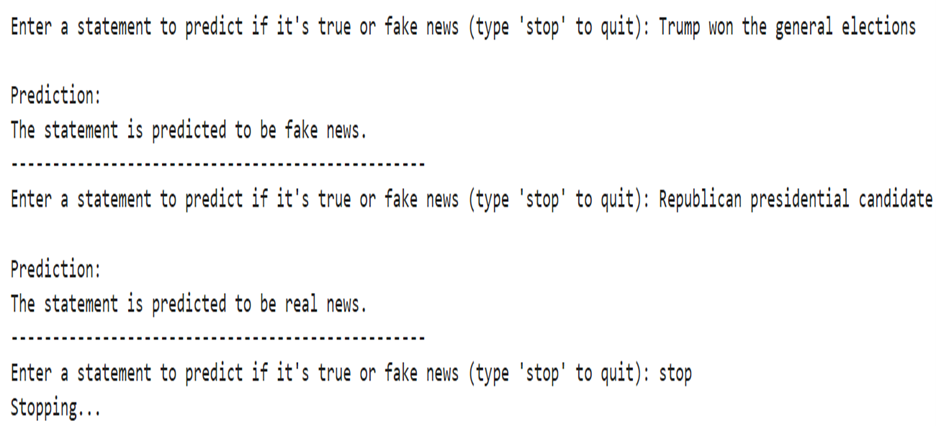 Enter a statement to predict if it's true or fake news (type 'stop' to quit): Trump won the general elections
Prediction:
The statement is predicted to be fake news.
--------------------------------------------------
Enter a statement to predict if it's true or fake news (type 'stop' to quit): Republican presidential candidate
Prediction:
The statement is predicted to be real news.
--------------------------------------------------
Enter a statement to predict if it's true or fake news (type 'stop' to quit): stop
Stopping...